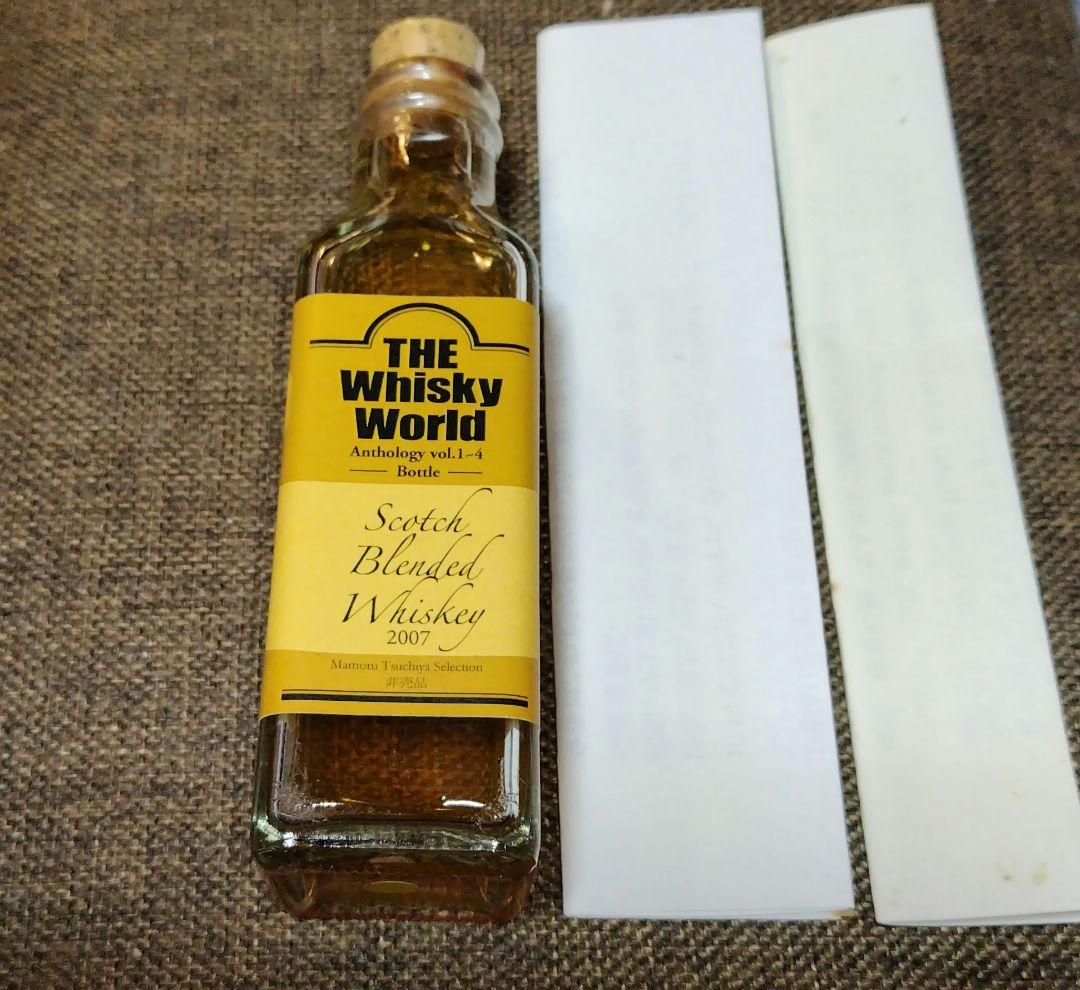 THE
Whisky
World
Anthology vol.1~4
Bottle
Scotch
Blended
Whiskey
2007
Mamoru Tsuchiya Selection
非売品